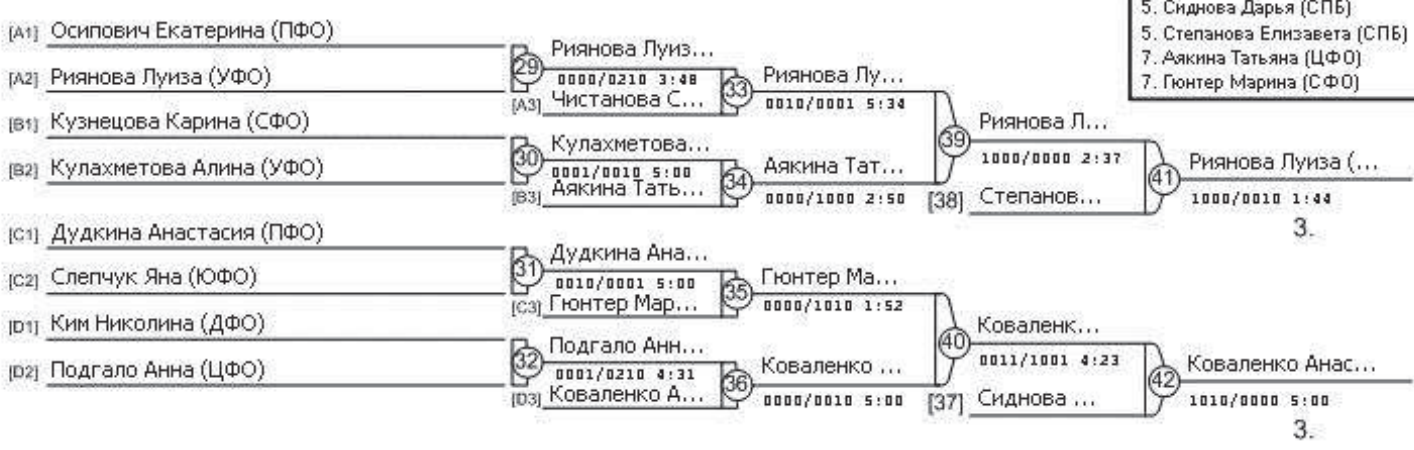 5. Сиднова Дарья (СПБ)
5. Степанова Елизавета (СПБ)
7. Аякина Татьяна (ЦФО)
7. Гюнтер Марина (СФО)
[A1] Осипович Екатерина (ПФО)
[A2] Риянова Луиза (УФО)
[B1] Кузнецова Карина (СФО)
[B2] Кулахметова Алина (УФО)
[C1] Дудкина Анастасия (ПФО)
[C2] Слепчук Яна (ЮФО)
[D1] Ким Николина (ДФО)
[D2] Подгало Анна (ЦФО)
29
Риянова Луиз...
0000/0210 3:48
[A3] Чистанова С...
30
Кулахметова...
0001/0010 5:00
[B3] Аякина Тать...
31
Дудкина Ана...
0010/0001 5:00
[C3] Гюнтер Мар...
32
Подгало Анн...
0001/0210 4:31
[D3] Коваленко А...
33
Риянова Лу...
0010/0001 5:34
34
Аякина Тат...
0000/1000 2:50
35
Гюнтер Ма...
0000/1010 1:52
36
Коваленко ...
0000/0010 5:00
39
Риянова Л...
1000/0000 2:37
[38] Степанов...
40
Коваленк...
0011/1001 4:23
[37] Сиднова ...
41
Риянова Луиза (...
1000/0010 1:44
3.
42
Коваленко Анас...
1010/0000 5:00
3.